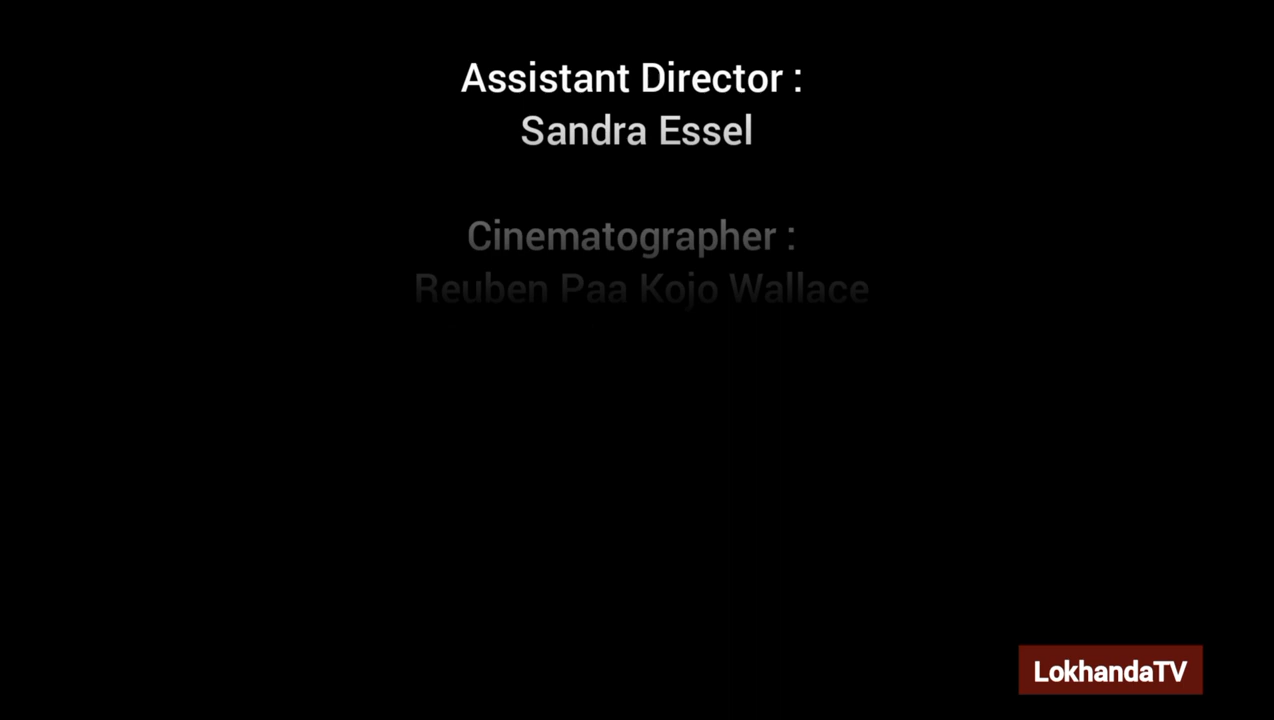 Assistant Director :
Sandra Essel
Cinematographer :
Reuben Paa Kojo Wallace
LokhandaTV